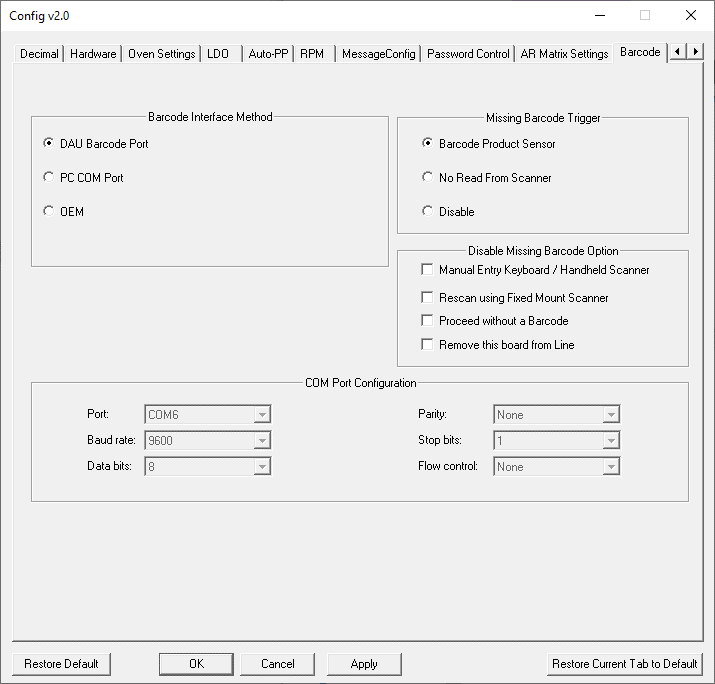 Config v2.0
Decimal Hardware Oven Settings LDO Auto-PP RPM MessageConfig Password Control AR Matrix Settings Barcode
Barcode Interface Method
DAU Barcode Port
PC COM Port
OEM
Missing Barcode Trigger
Barcode Product Sensor
No Read From Scanner
Disable
Disable Missing Barcode Option
Manual Entry Keyboard / Handheld Scanner
Rescan using Fixed Mount Scanner
Proceed without a Barcode
Remove this board from Line
COM Port Configuration
Port: COM6
Baud rate: 9600
Data bits: 8
Parity: None
Stop bits: 1
Flow control: None
Restore Default OK Cancel Apply Restore Current Tab to Default